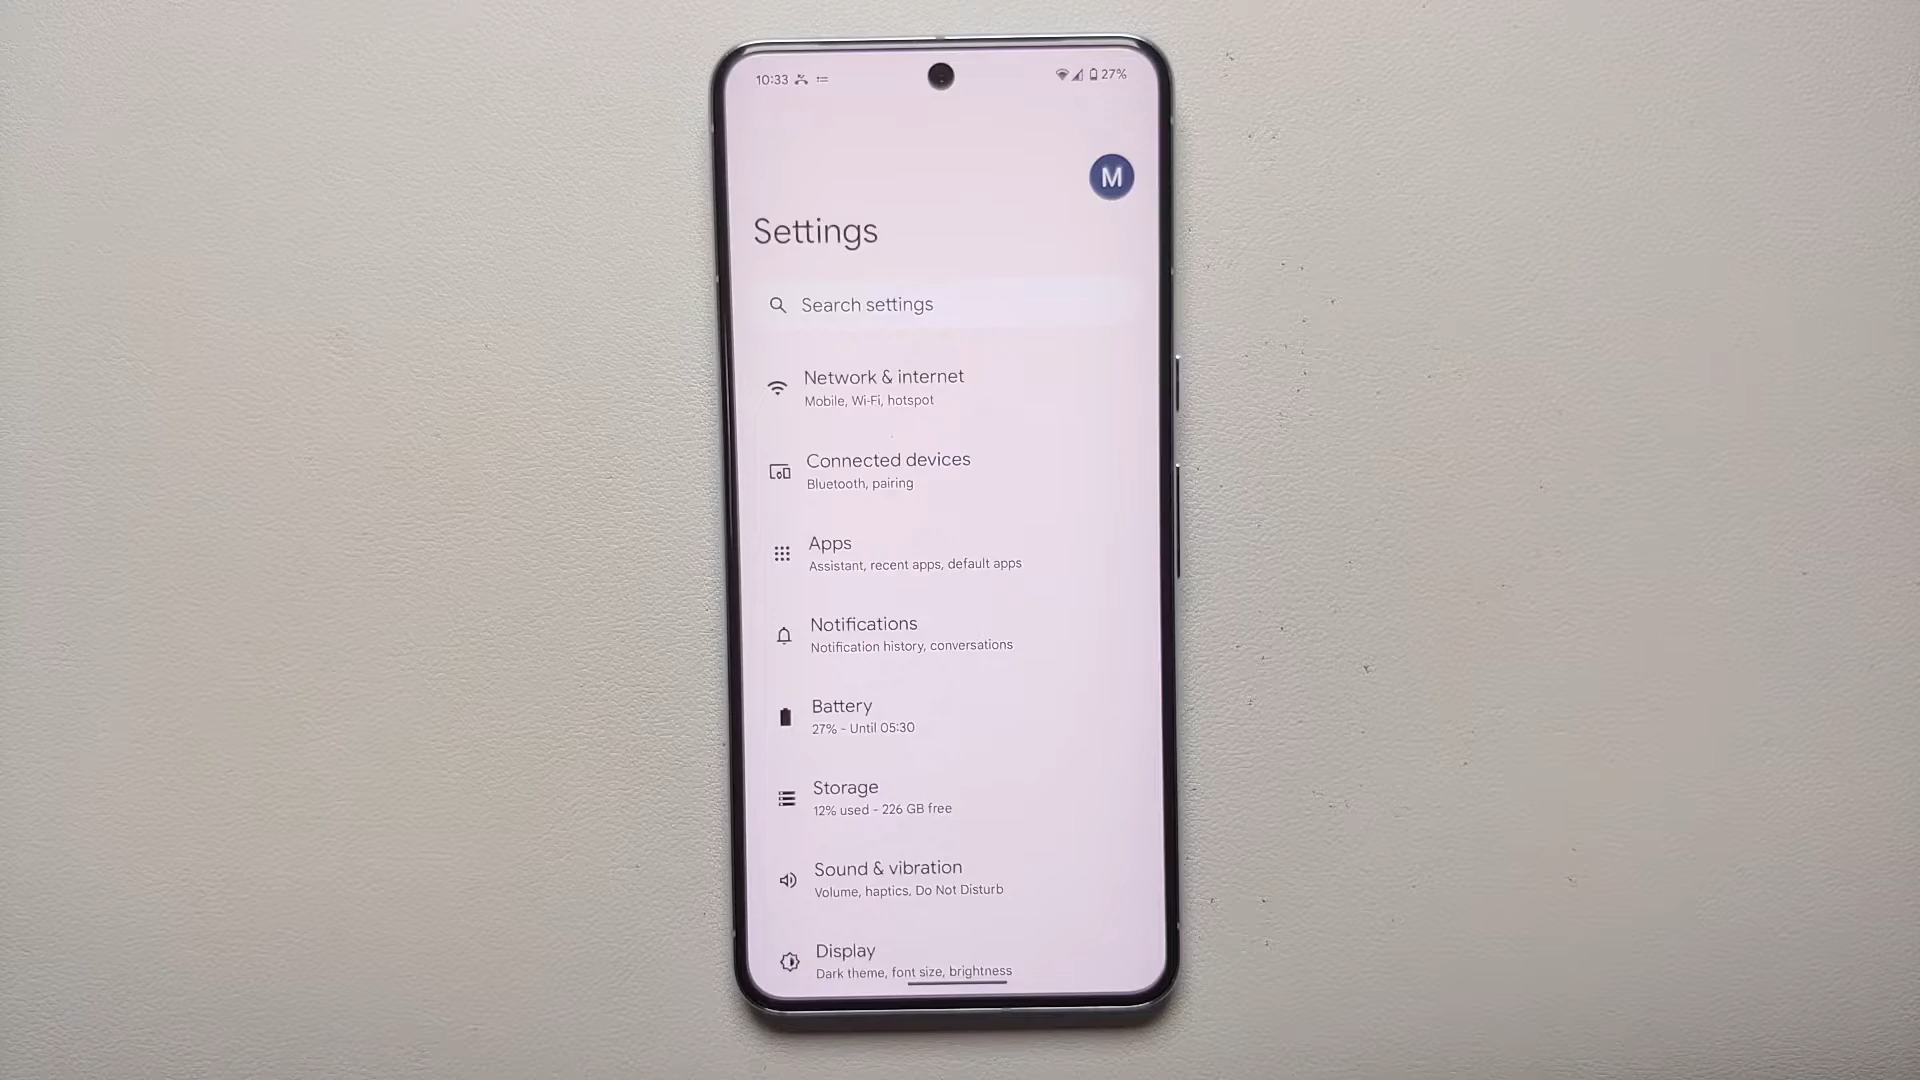 10:33
27%
M
Settings
Search settings
Network & internet
Mobile, Wi-Fi, hotspot
Connected devices
Bluetooth, pairing
Apps
Assistant, recent apps, default apps
Notifications
Notification history, conversations
Battery
27% - Until 05:30
Storage
12% used - 226 GB free
Sound & vibration
Volume, haptics, Do Not Disturb
Display
Dark theme, font size, brightness